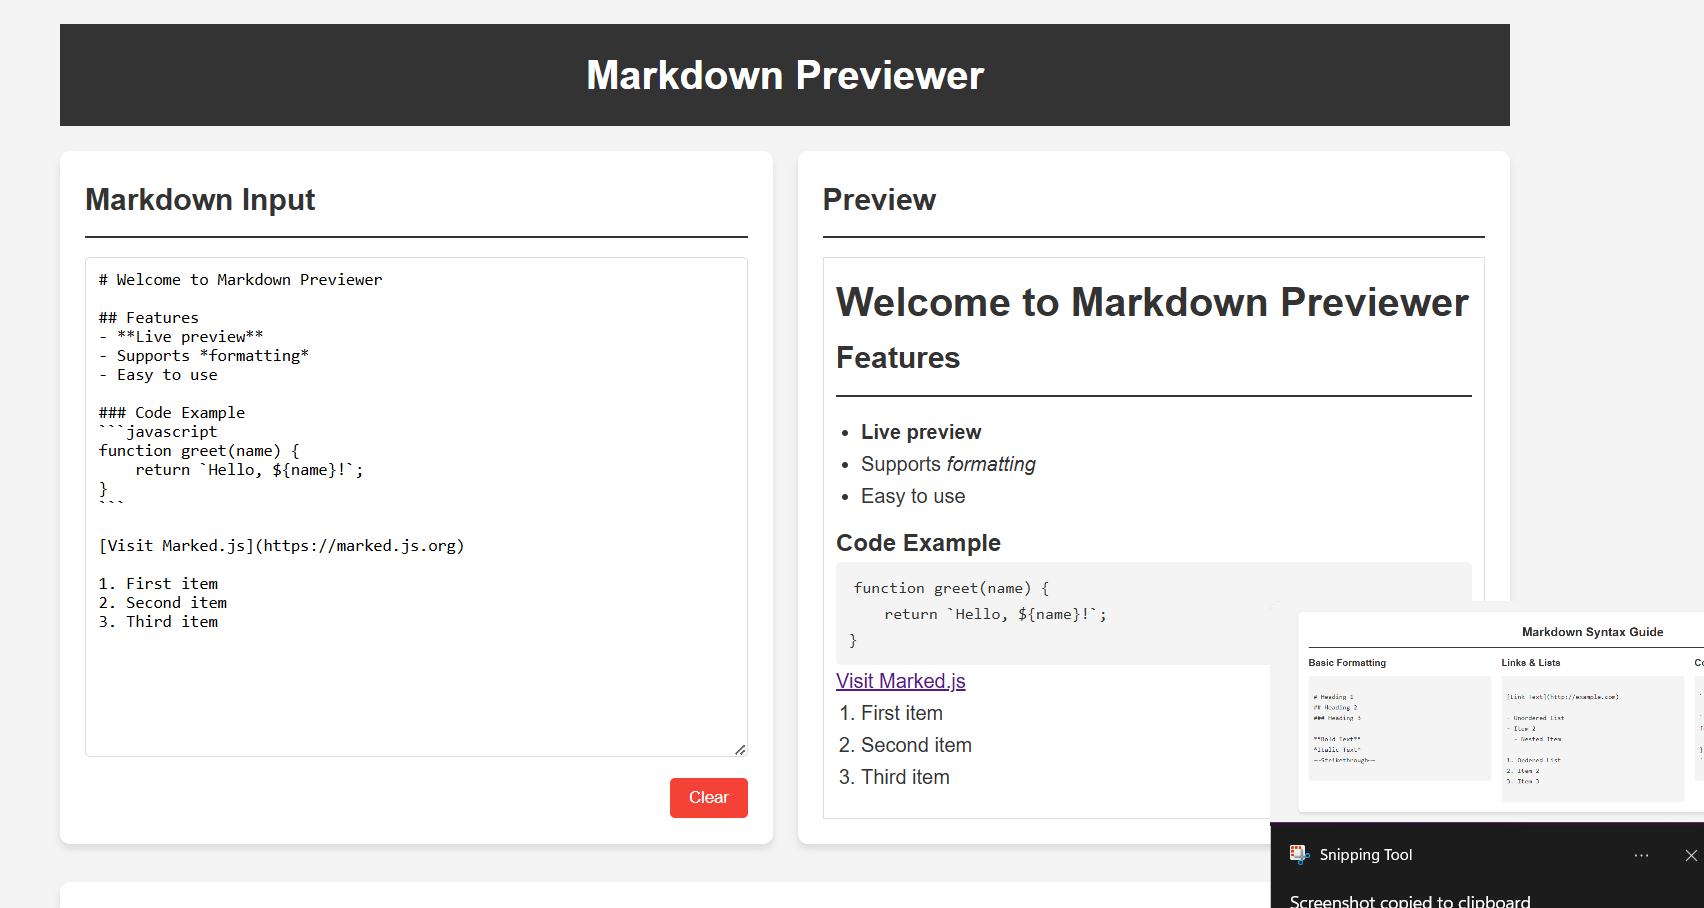 Markdown Previewer
Markdown Input
# Welcome to Markdown Previewer
## Features
- **Live preview**
- Supports *formatting*
- Easy to use
### Code Example
```javascript
function greet(name) {
    return `Hello, ${name}!`;
}
```
[Visit Marked.js](https://marked.js.org)
1. First item
2. Second item
3. Third item
Clear
Preview
Welcome to Markdown Previewer
Features
• Live preview
• Supports formatting
• Easy to use
Code Example
function greet(name) {
    return `Hello, ${name}!`;
}
Visit Marked.js
1. First item
2. Second item
3. Third item
Markdown Syntax Guide
Basic Formatting
# Heading 1
## Heading 2
### Heading 3
**Bold Text**
*Italic Text*
~~Strikethrough~~
Links & Lists
[Link Text](http://example.com)
- Unordered List
- Item 2
  - Nested Item
1. Ordered List
2. Item 2
3. Item 3
Snipping Tool
Screenshot copied to clipboard